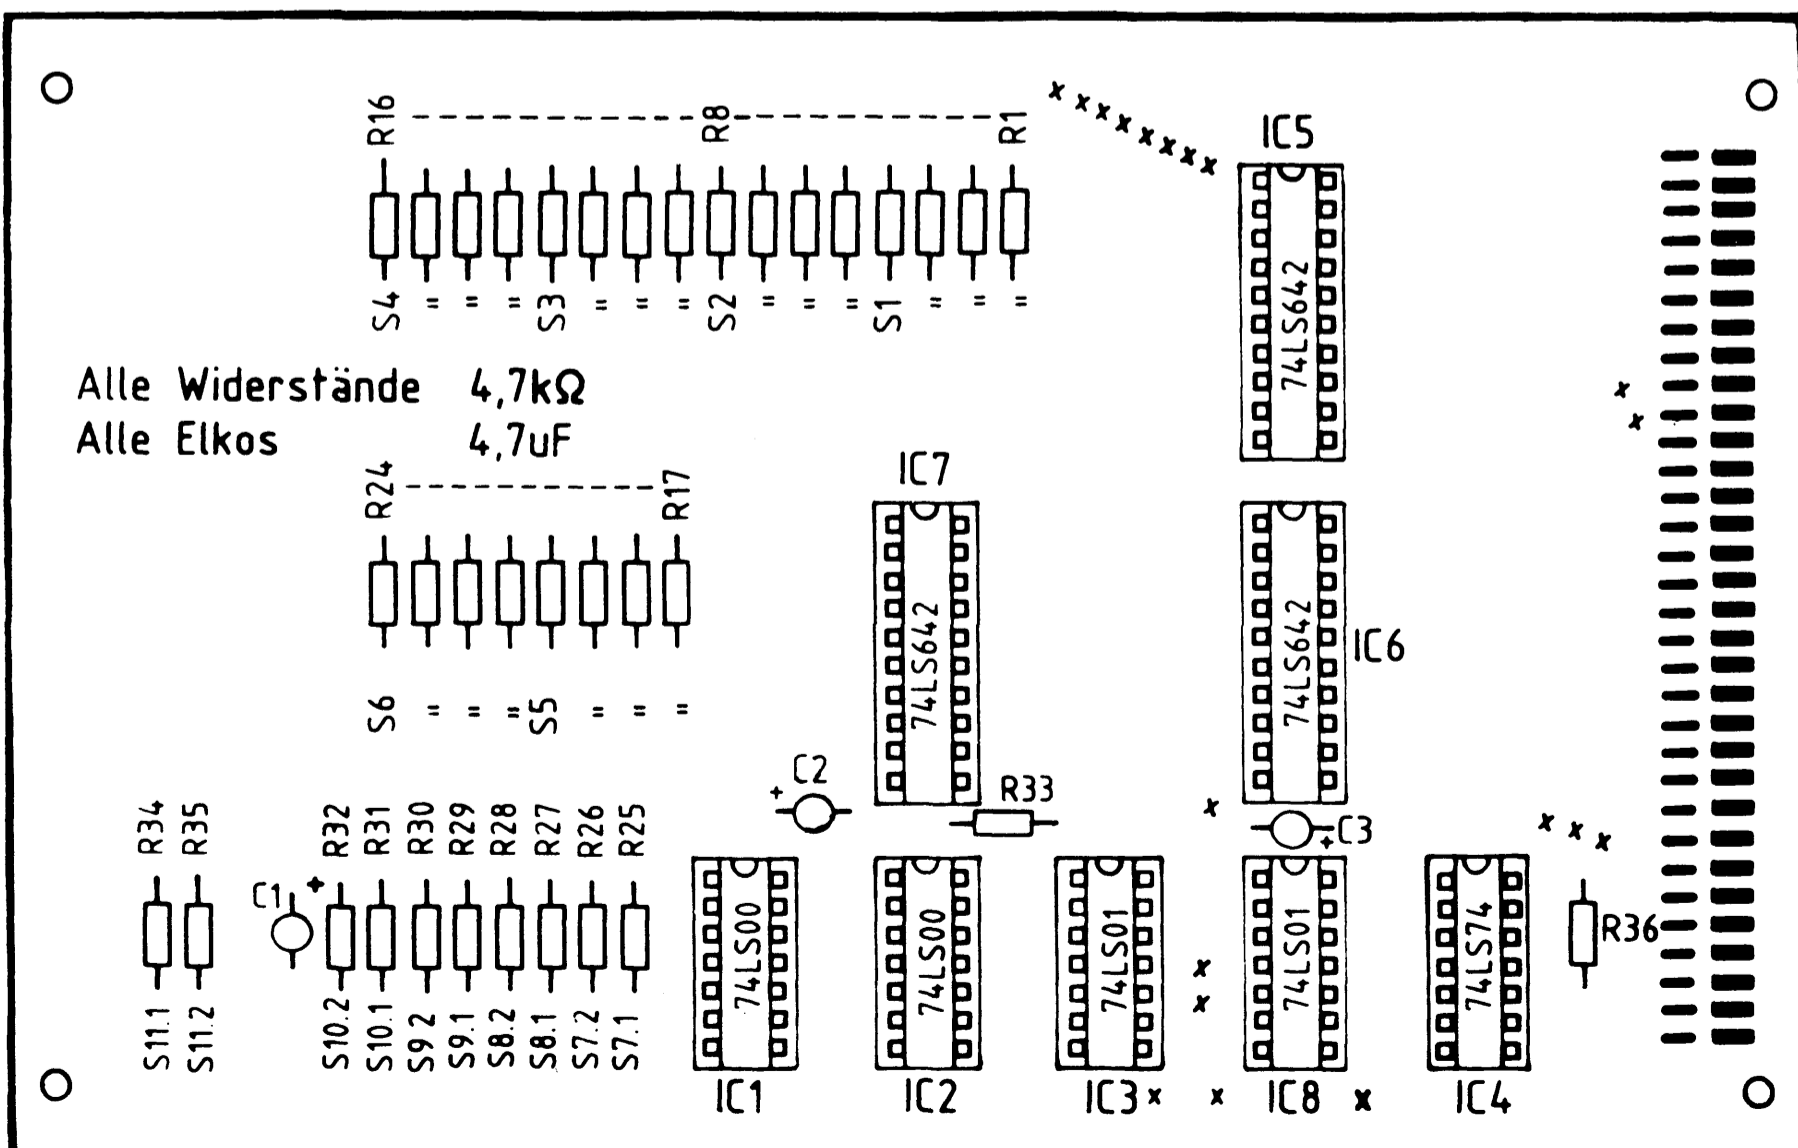 R16 ---------- R8 ---------- R1
IC5
74LS642
S4 " " " S3 " " " S2 " " " S1 " " "
Alle Widerstände 4,7kΩ
Alle Elkos 4,7uF
R24 ---------- R17
IC7
74LS642
74LS642
IC6
S6 " " " S5 " " "
+ C2
R33
+ C3
R34 R35 R32 R31 R30 R29 R28 R27 R26 R25
C1 +
74LS00 74LS00 74LS01 74LS01 74LS74
R36
S11.1 S11.2 S10.2 S10.1 S9.2 S9.1 S8.2 S8.1 S7.2 S7.1
IC1 IC2 IC3 x x IC8 x IC4